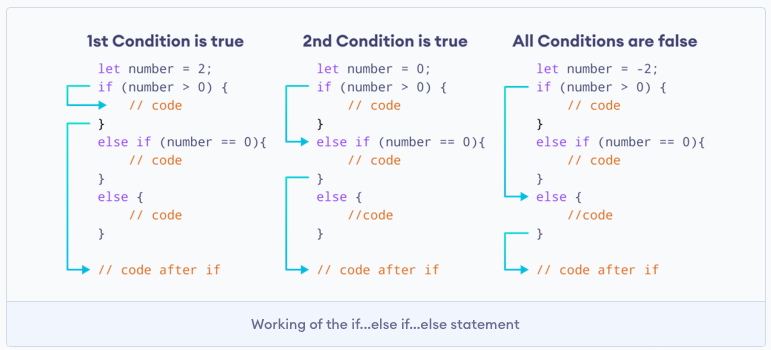 1st Condition is true
let number = 2;
if (number > 0) {
// code
}
else if (number == 0){
// code
}
else {
// code
}
// code after if
2nd Condition is true
let number = 0;
if (number > 0) {
// code
}
else if (number == 0){
// code
}
else {
//code
}
// code after if
All Conditions are false
let number = -2;
if (number > 0) {
// code
}
else if (number == 0){
// code
}
else {
//code
}
// code after if
Working of the if...else if...else statement